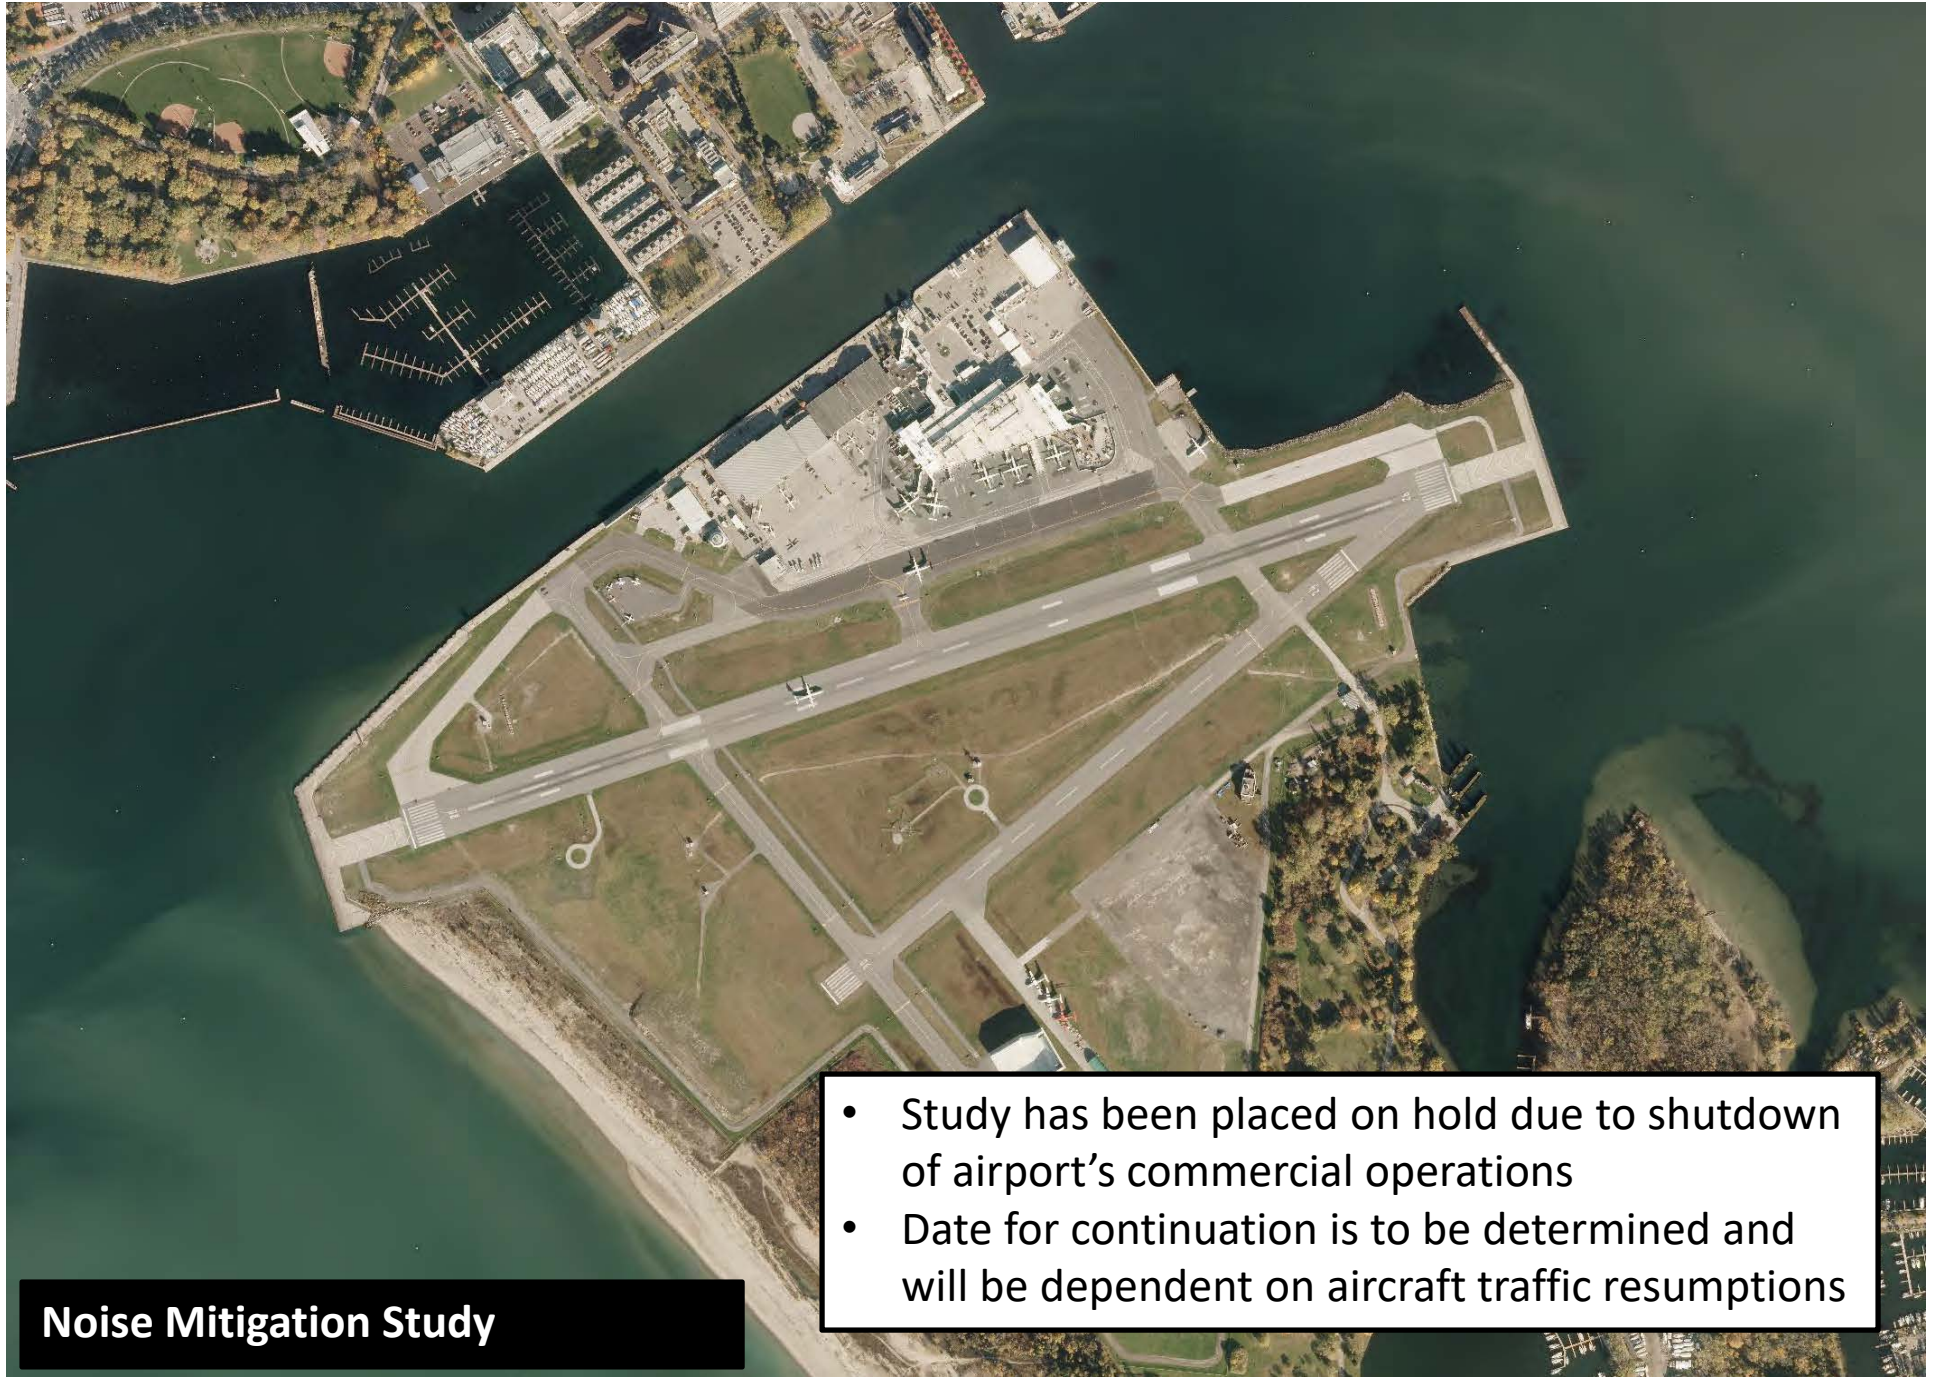 • Study has been placed on hold due to shutdown
of airport’s commercial operations
• Date for continuation is to be determined and
will be dependent on aircraft traffic resumptions
Noise Mitigation Study